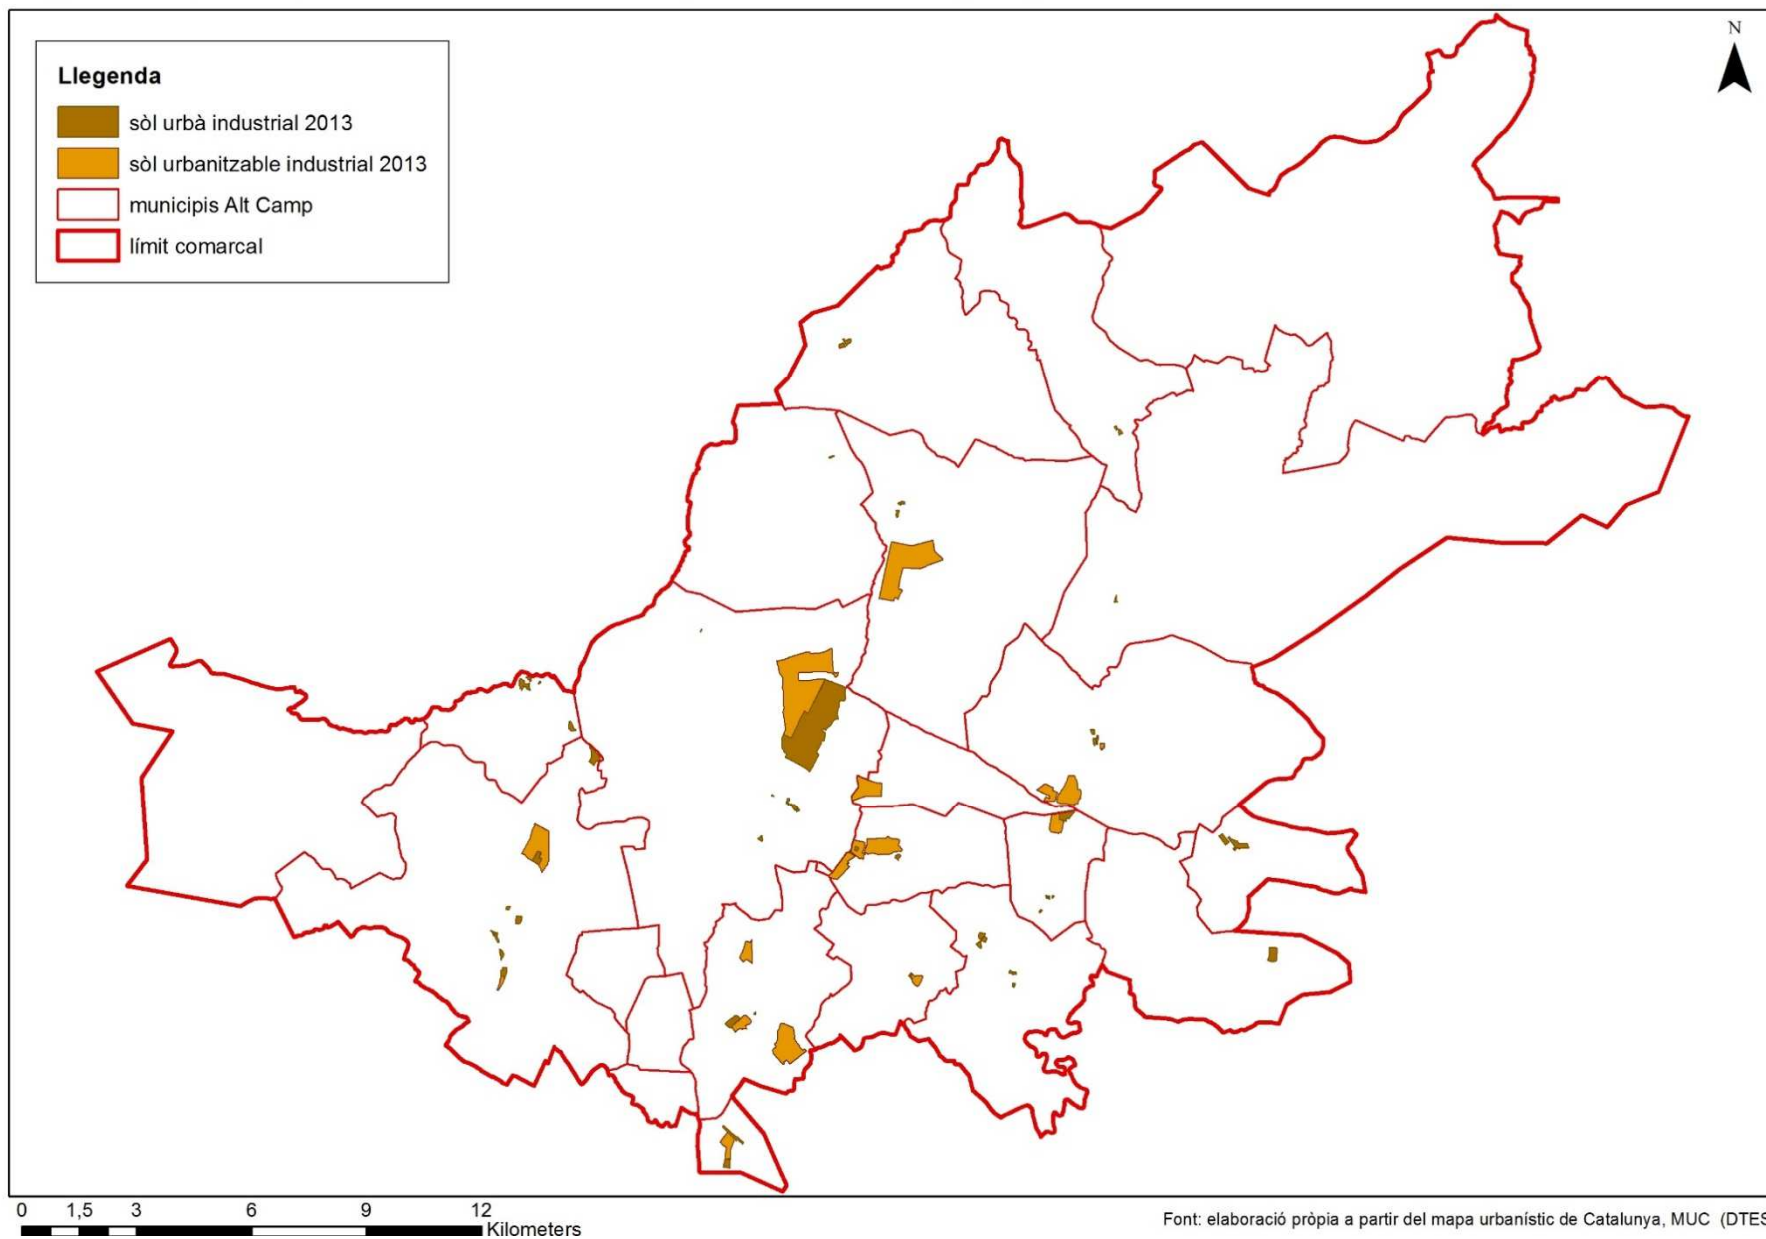 Llegenda
sòl urbà industrial 2013
sòl urbanitzable industrial 2013
municipis Alt Camp
límit comarcal
N
0 1,5 3 6 9 12
Kilometers
Font: elaboració pròpia a partir del mapa urbanístic de Catalunya, MUC (DTES